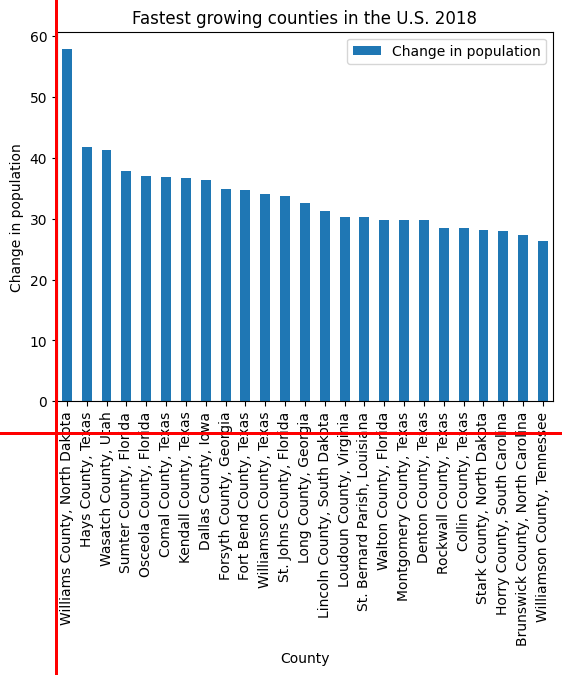 Fastest growing counties in the U.S. 2018
Change in population
60
50
40
30
20
10
0
Change in population
Williams County, North Dakota
Hays County, Texas
Wasatch County, Utah
Sumter County, Florida
Osceola County, Florida
Comal County, Texas
Kendall County, Texas
Dallas County, Iowa
Forsyth County, Georgia
Fort Bend County, Texas
Williamson County, Texas
St. Johns County, Florida
Long County, Georgia
Lincoln County, South Dakota
Loudoun County, Virginia
St. Bernard Parish, Louisiana
Walton County, Florida
Montgomery County, Texas
Denton County, Texas
Rockwall County, Texas
Collin County, Texas
Stark County, North Dakota
Horry County, South Carolina
Brunswick County, North Carolina
Williamson County, Tennessee
County